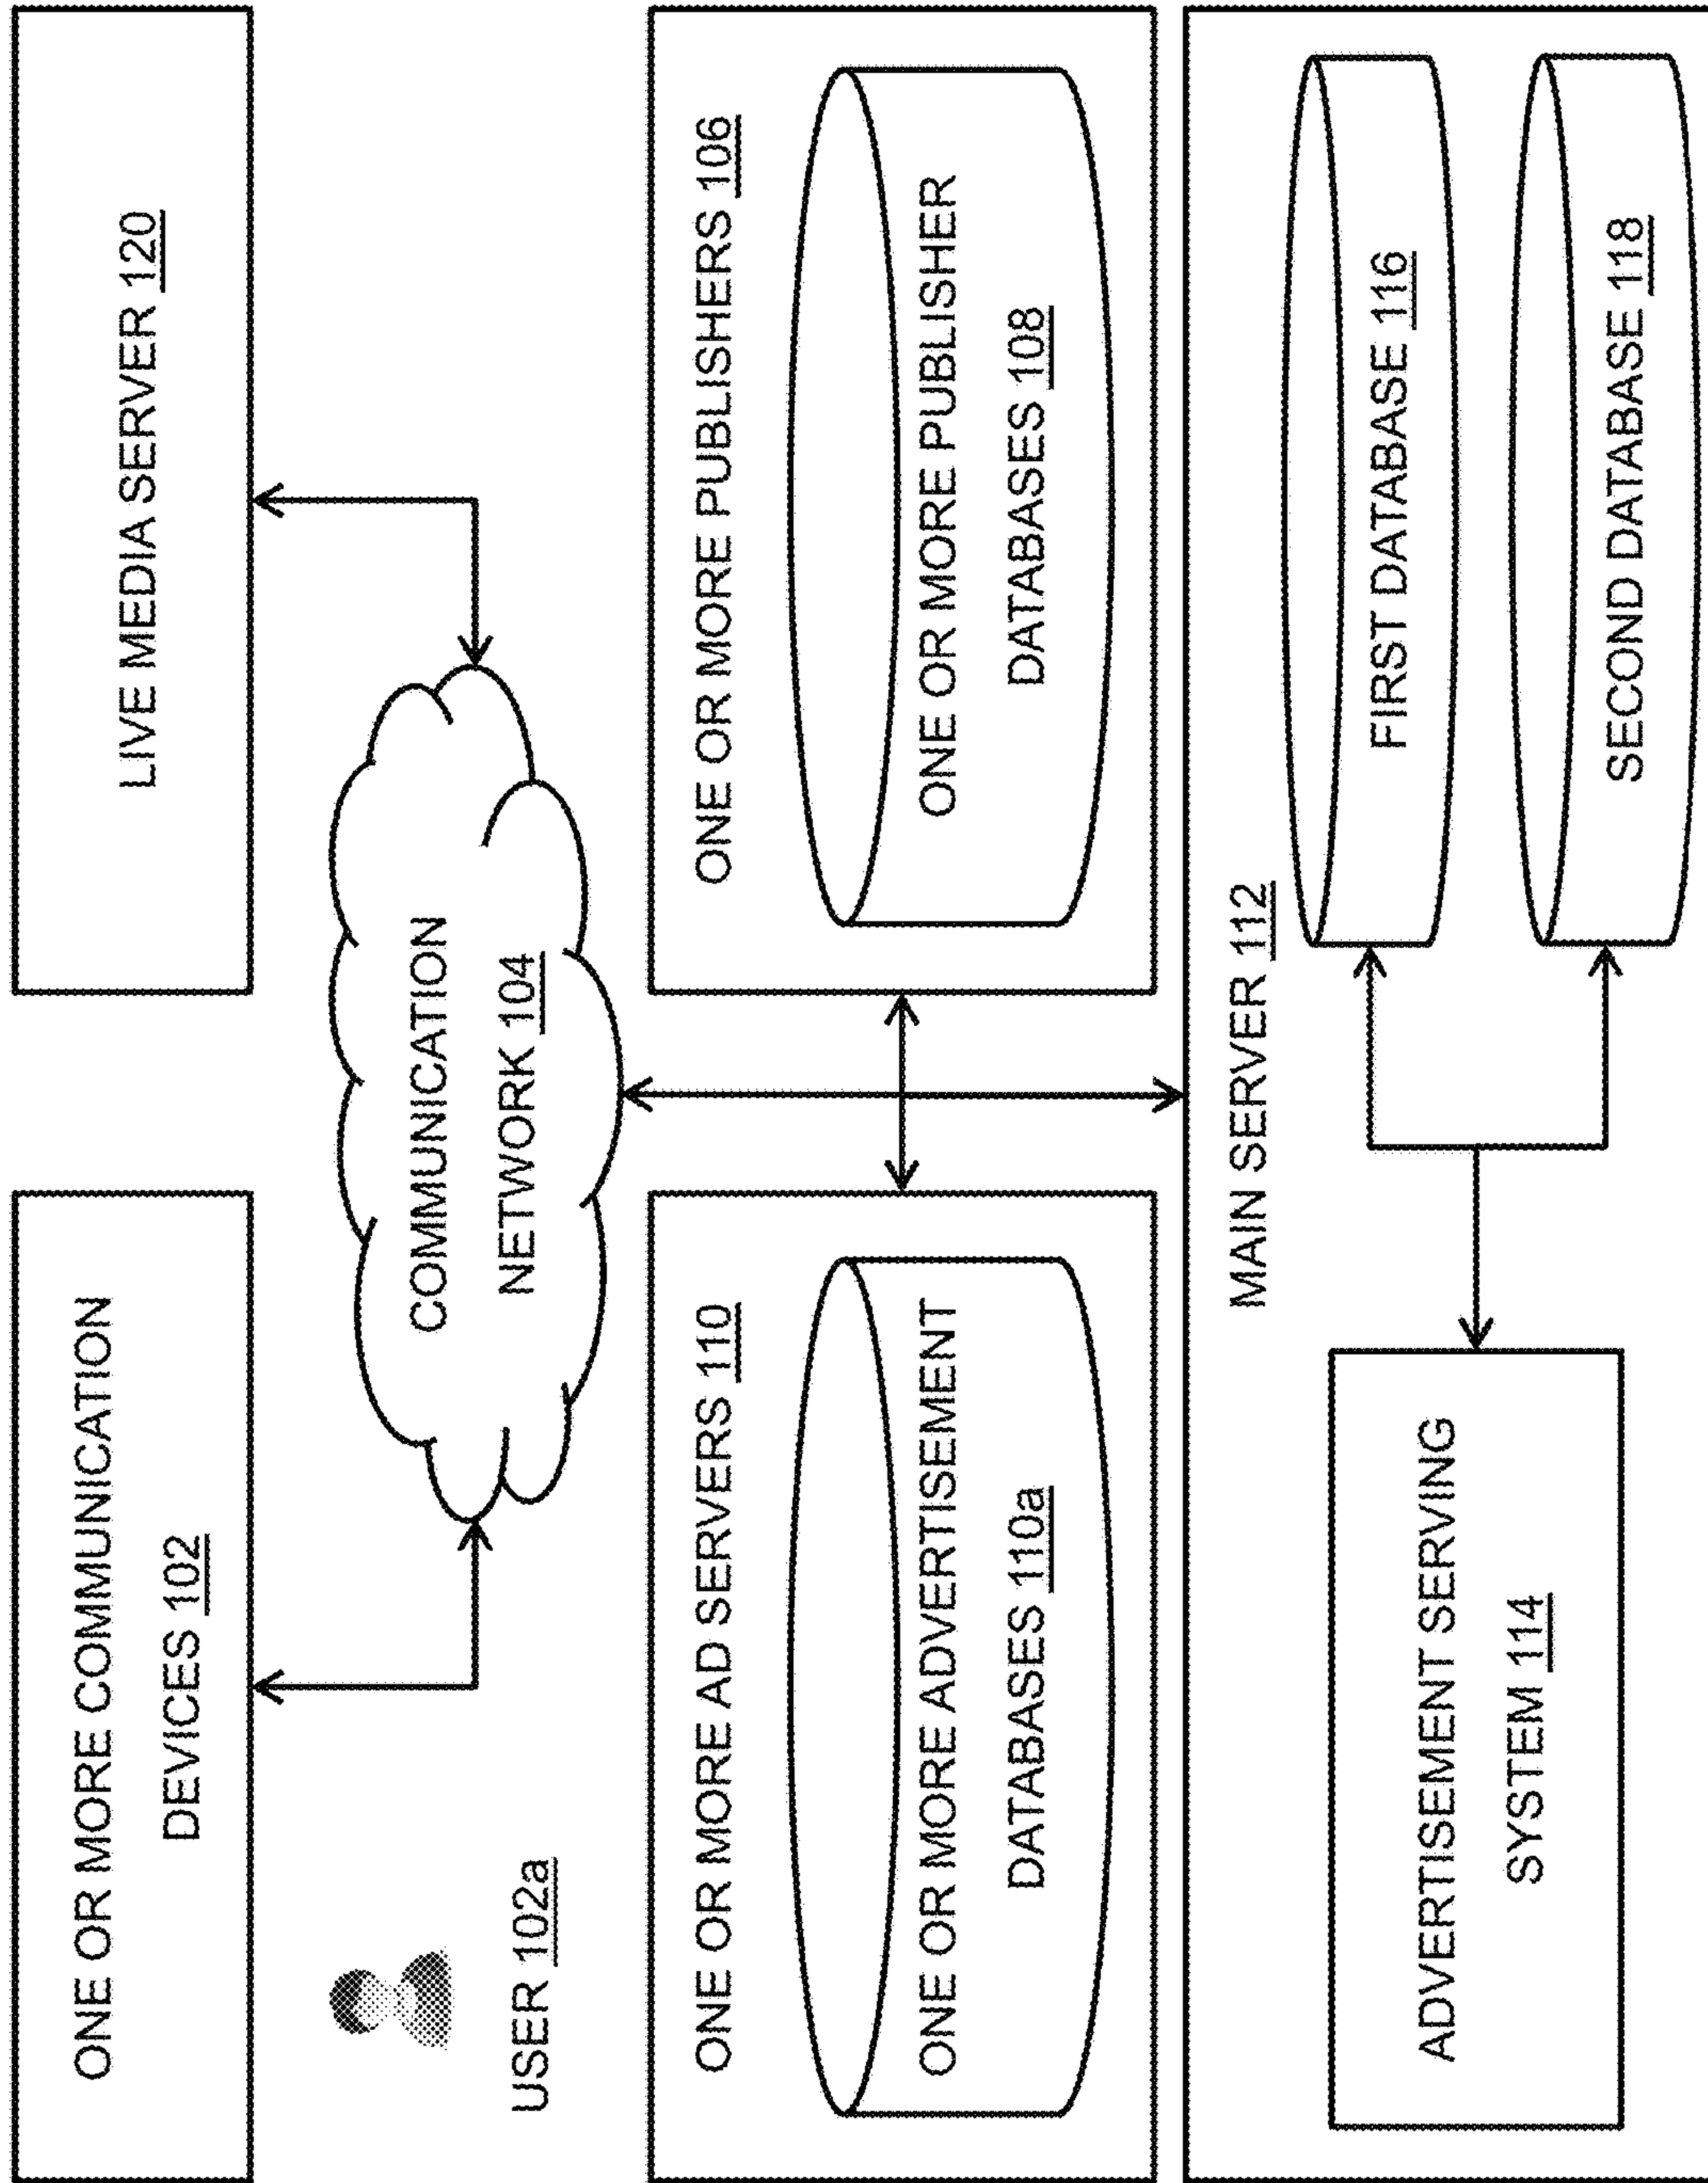 ONE OR MORE COMMUNICATION
DEVICES 102
LIVE MEDIA SERVER 120
USER 102a
COMMUNICATION
NETWORK 104
ONE OR MORE AD SERVERS 110
ONE OR MORE ADVERTISEMENT
DATABASES 110a
ONE OR MORE PUBLISHERS 106
ONE OR MORE PUBLISHER
DATABASES 108
MAIN SERVER 112
ADVERTISEMENT SERVING
SYSTEM 114
FIRST DATABASE 116
SECOND DATABASE 118